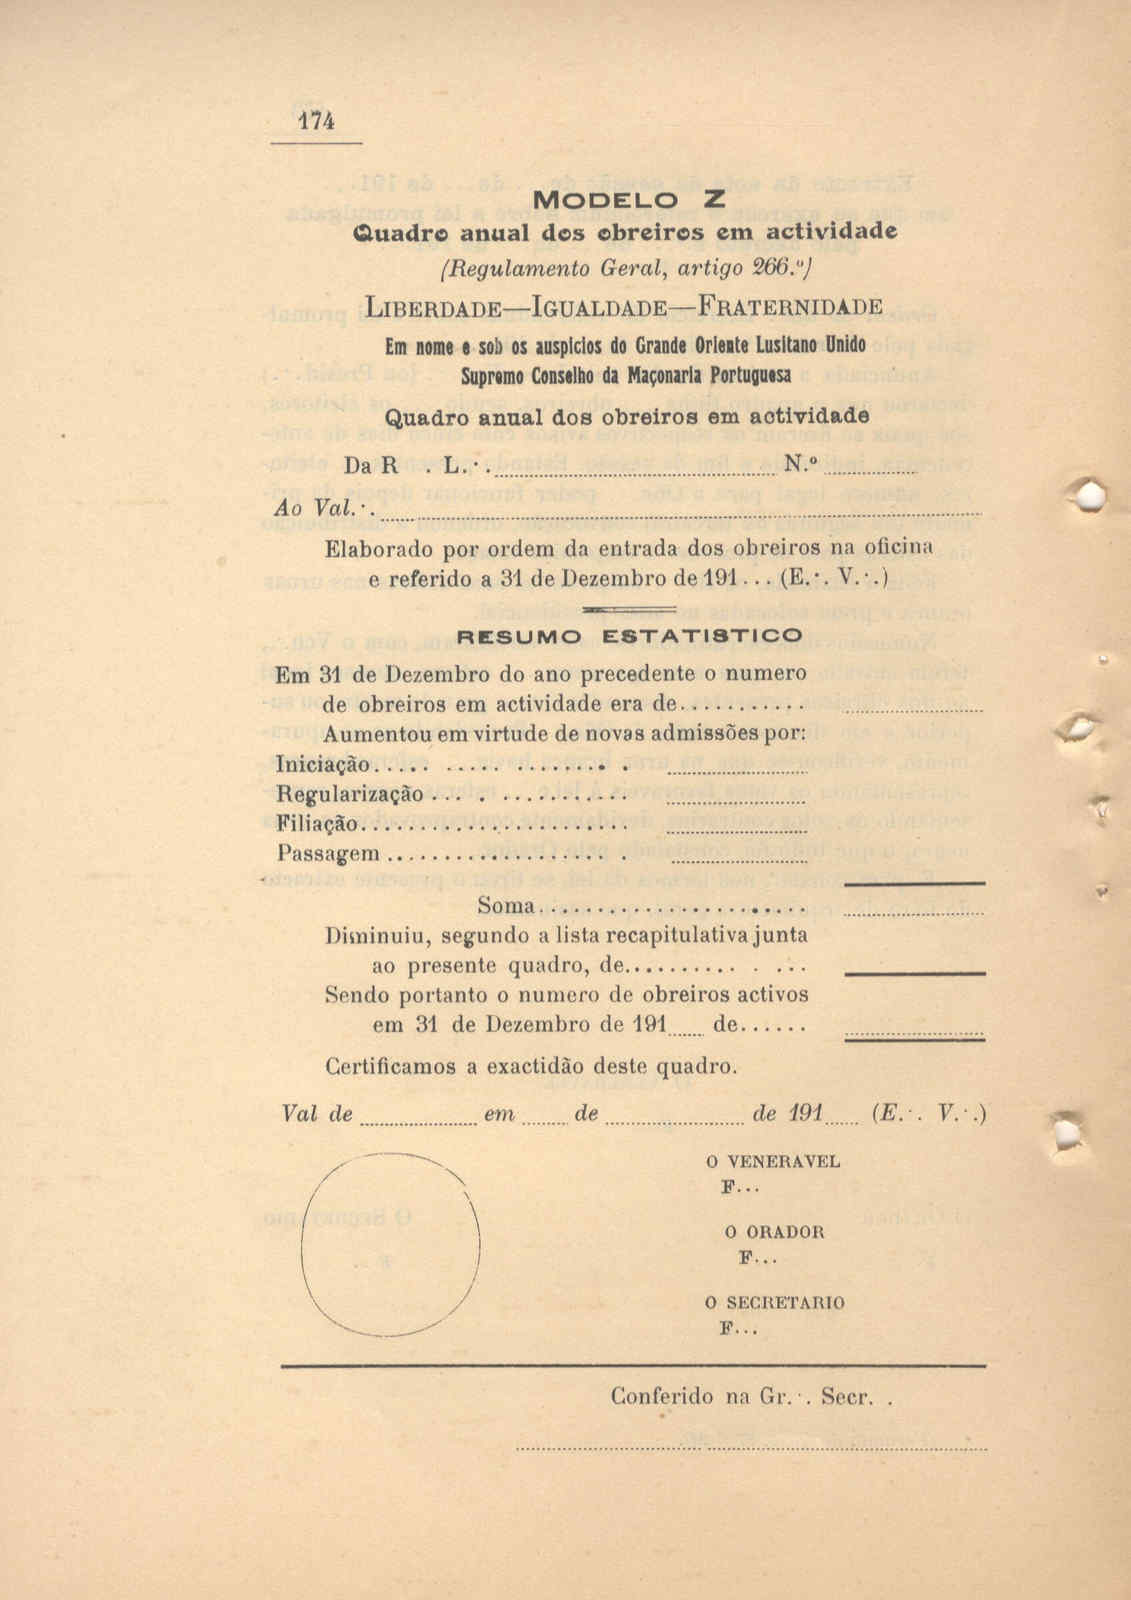 174
MODELO Z
Quadro anual dos obreiros em actividade
(Regulamento Geral, artigo 266.º)
LIBERDADE—IGUALDADE—FRATERNIDADE
Em nome e sob os auspicios do Grande Oriente Lusitano Unido
Supremo Conselho da Maçonaria Portuguesa
Quadro anual dos obreiros em actividade
Da R . L.·. ........................ N.º ............
Ao Val.·. ........................
Elaborado por ordem da entrada dos obreiros na oficina
e referido a 31 de Dezembro de 191... (E.·. V.·.)
RESUMO ESTATISTICO
Em 31 de Dezembro do ano precedente o numero
de obreiros em actividade era de........... ............
Aumentou em virtude de novas admissões por:
Iniciação..... ..... ........ . ............
Regularização ... . ........... ............
Filiação....................... ............
Passagem ................... . ............
Soma....................... ............
Diminuiu, segundo a lista recapitulativa junta
ao presente quadro, de.......... . ...
Sendo portanto o numero de obreiros activos
em 31 de Dezembro de 191..... de...... ............
Certificamos a exactidão deste quadro.
Val de ............ em ...... de ............ de 191..... (E.·. V.·.)
O VENERAVEL
F...
O ORADOR
F...
O SECRETARIO
F...
Conferido na Gr.·. Secr. .
........................